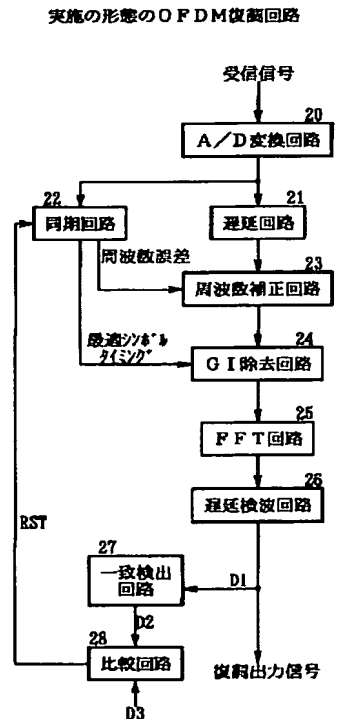 実施の形態のOFDM復調回路
受信信号
20
A/D変換回路
22
同期回路
21
遅延回路
周波数誤差
23
周波数補正回路
最適シンボル
タイミング
24
GI除去回路
25
FFT回路
26
遅延検波回路
RST
27
一致検出
回路
D1
D2
28
比較回路
復調出力信号
D3